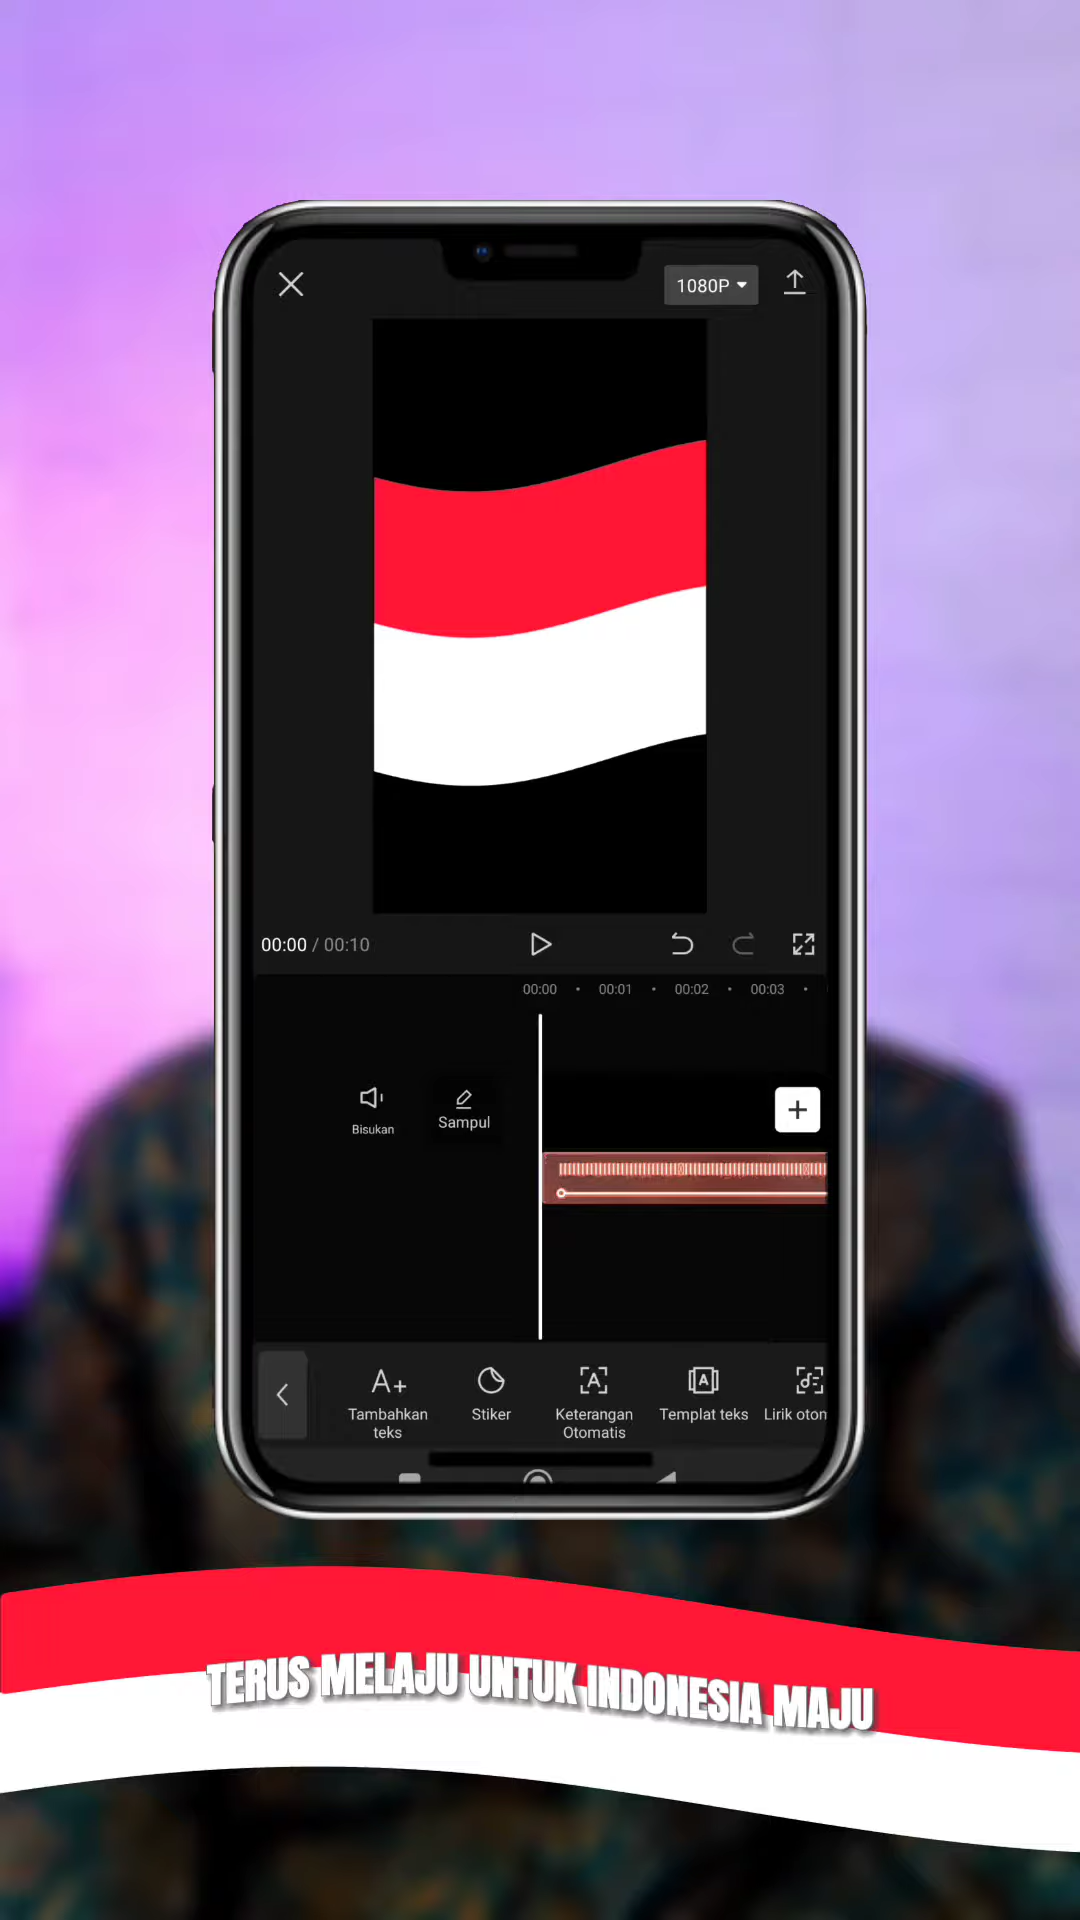 1080P
00:00 / 00:10
00:00 00:01 00:02 00:03
Bisukan
Sampul
Tambahkan teks
Stiker
Keterangan Otomatis
Templat teks
Lirik oton
TERUS MELAJU UNTUK INDONESIA MAJU